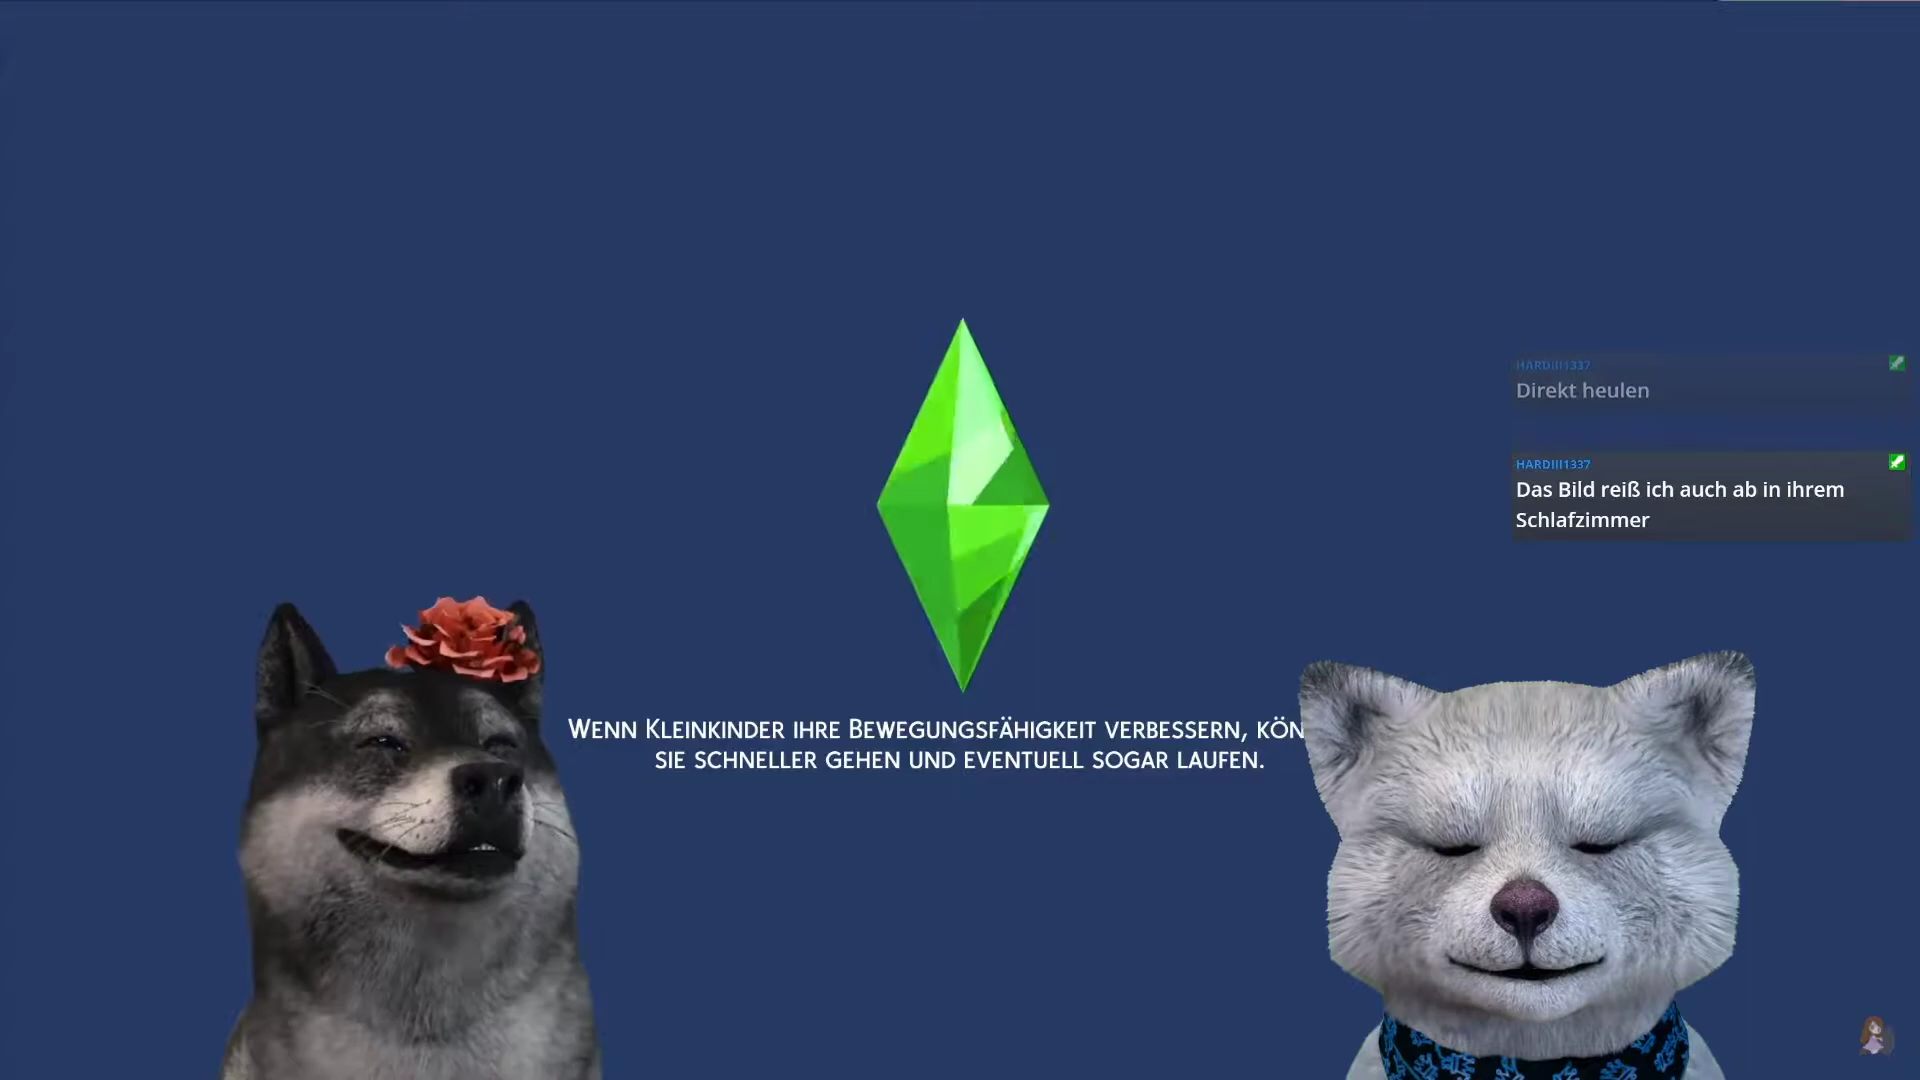 HARDIII1337
Direkt heulen
HARDIII1337
Das Bild reiß ich auch ab in ihrem
Schlafzimmer
WENN KLEINKINDER IHRE BEWEGUNGSFÄHIGKEIT VERBESSERN, KÖN
SIE SCHNELLER GEHEN UND EVENTUELL SOGAR LAUFEN.